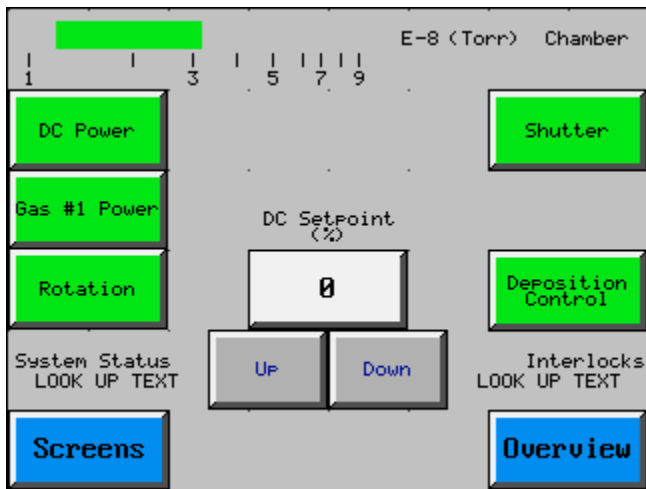 E-8 (Torr) Chamber
1 3 5 7 9
DC Power
Shutter
Gas #1 Power
DC Setpoint
(%)
Rotation
0
Deposition
Control
Up
Down
System Status
LOOK UP TEXT
Interlocks
LOOK UP TEXT
Screens
Overview